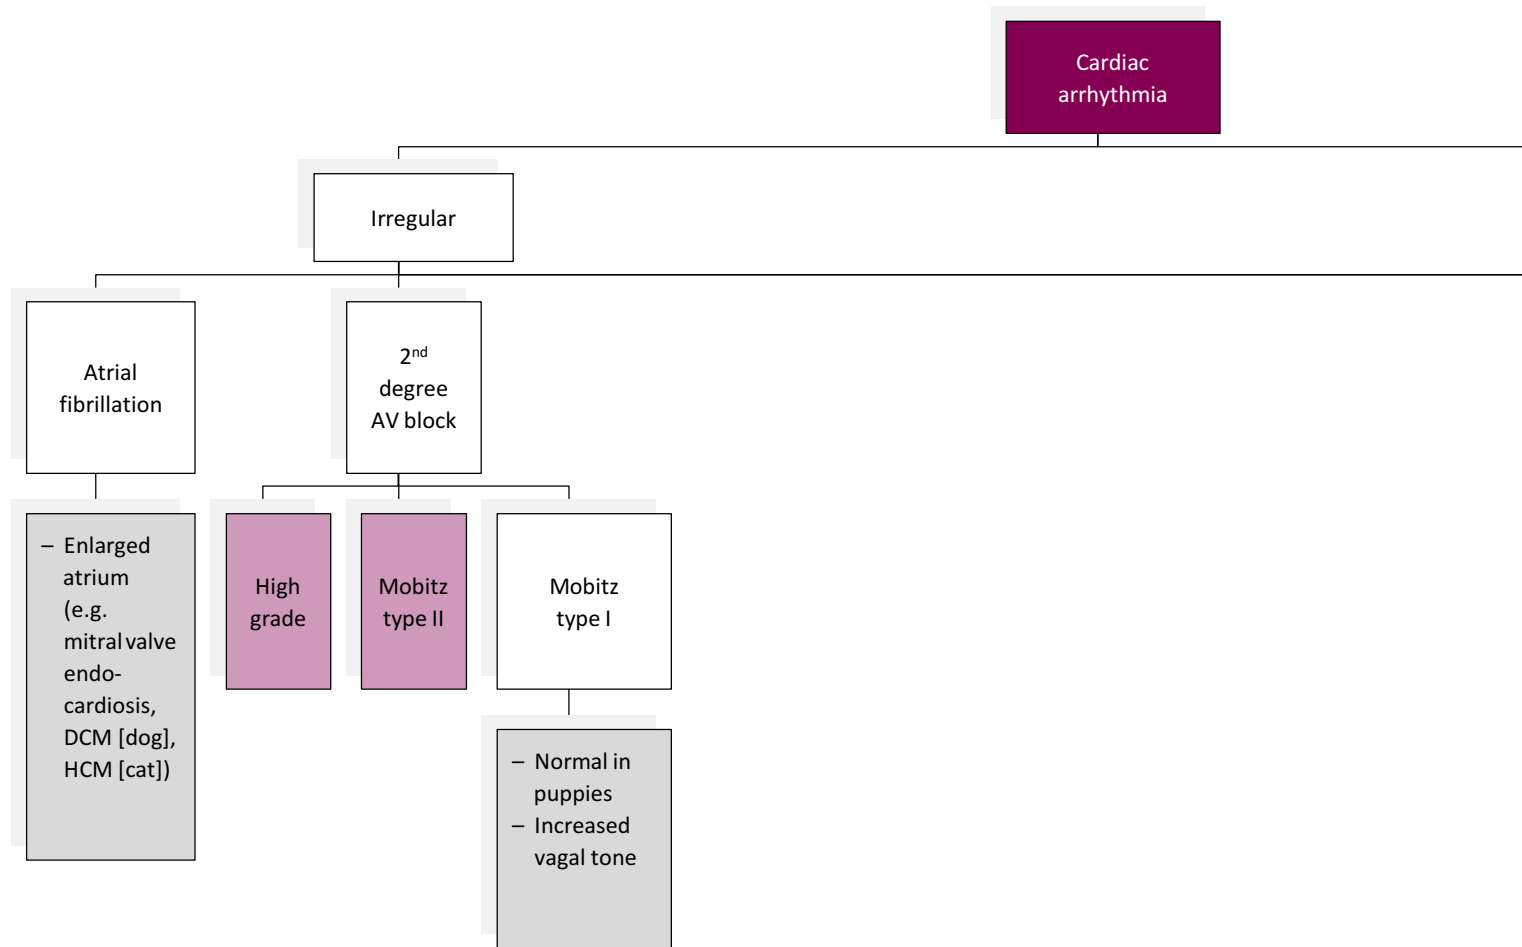 Cardiac
arrhythmia
Irregular
Atrial
fibrillation
2nd
degree
AV block
– Enlarged
atrium
(e.g.
mitral valve
endo-
cardiosis,
DCM [dog],
HCM [cat])
High
grade
Mobitz
type II
Mobitz
type I
– Normal in
puppies
– Increased
vagal tone